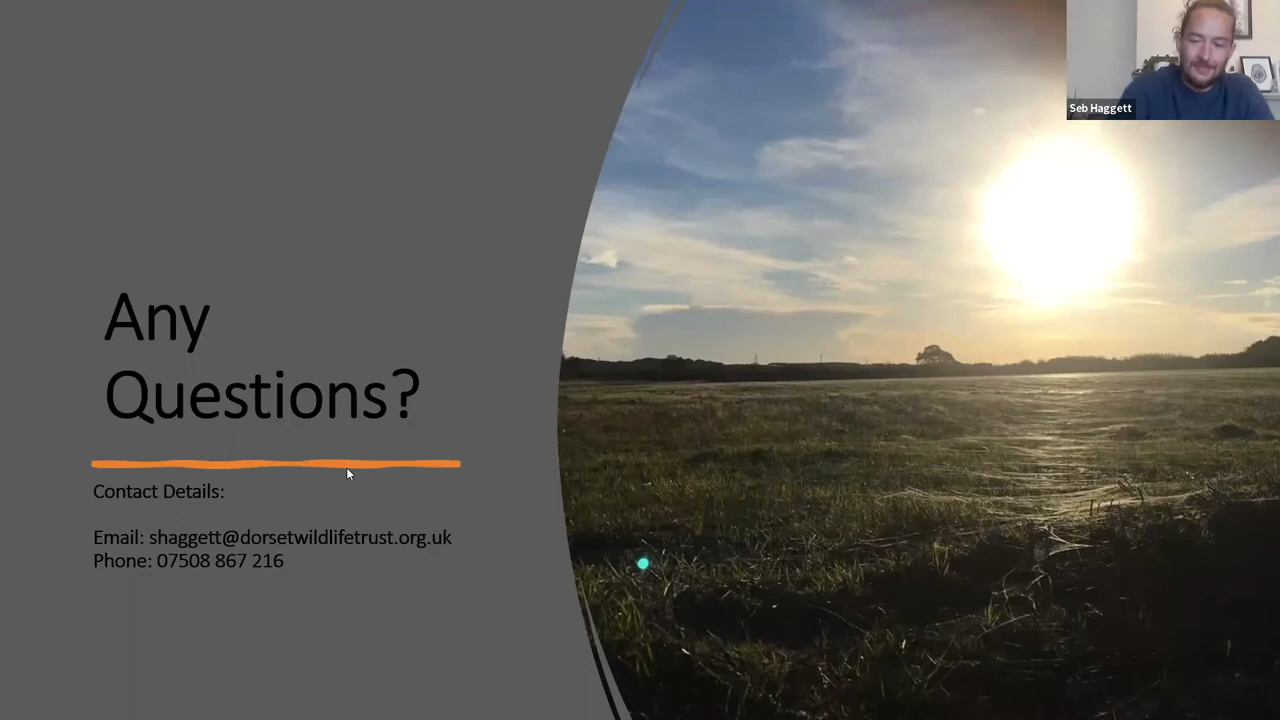 Seb Haggett
Any
Questions?
Contact Details:
Email: shaggett@dorsetwildlifetrust.org.uk
Phone: 07508 867 216